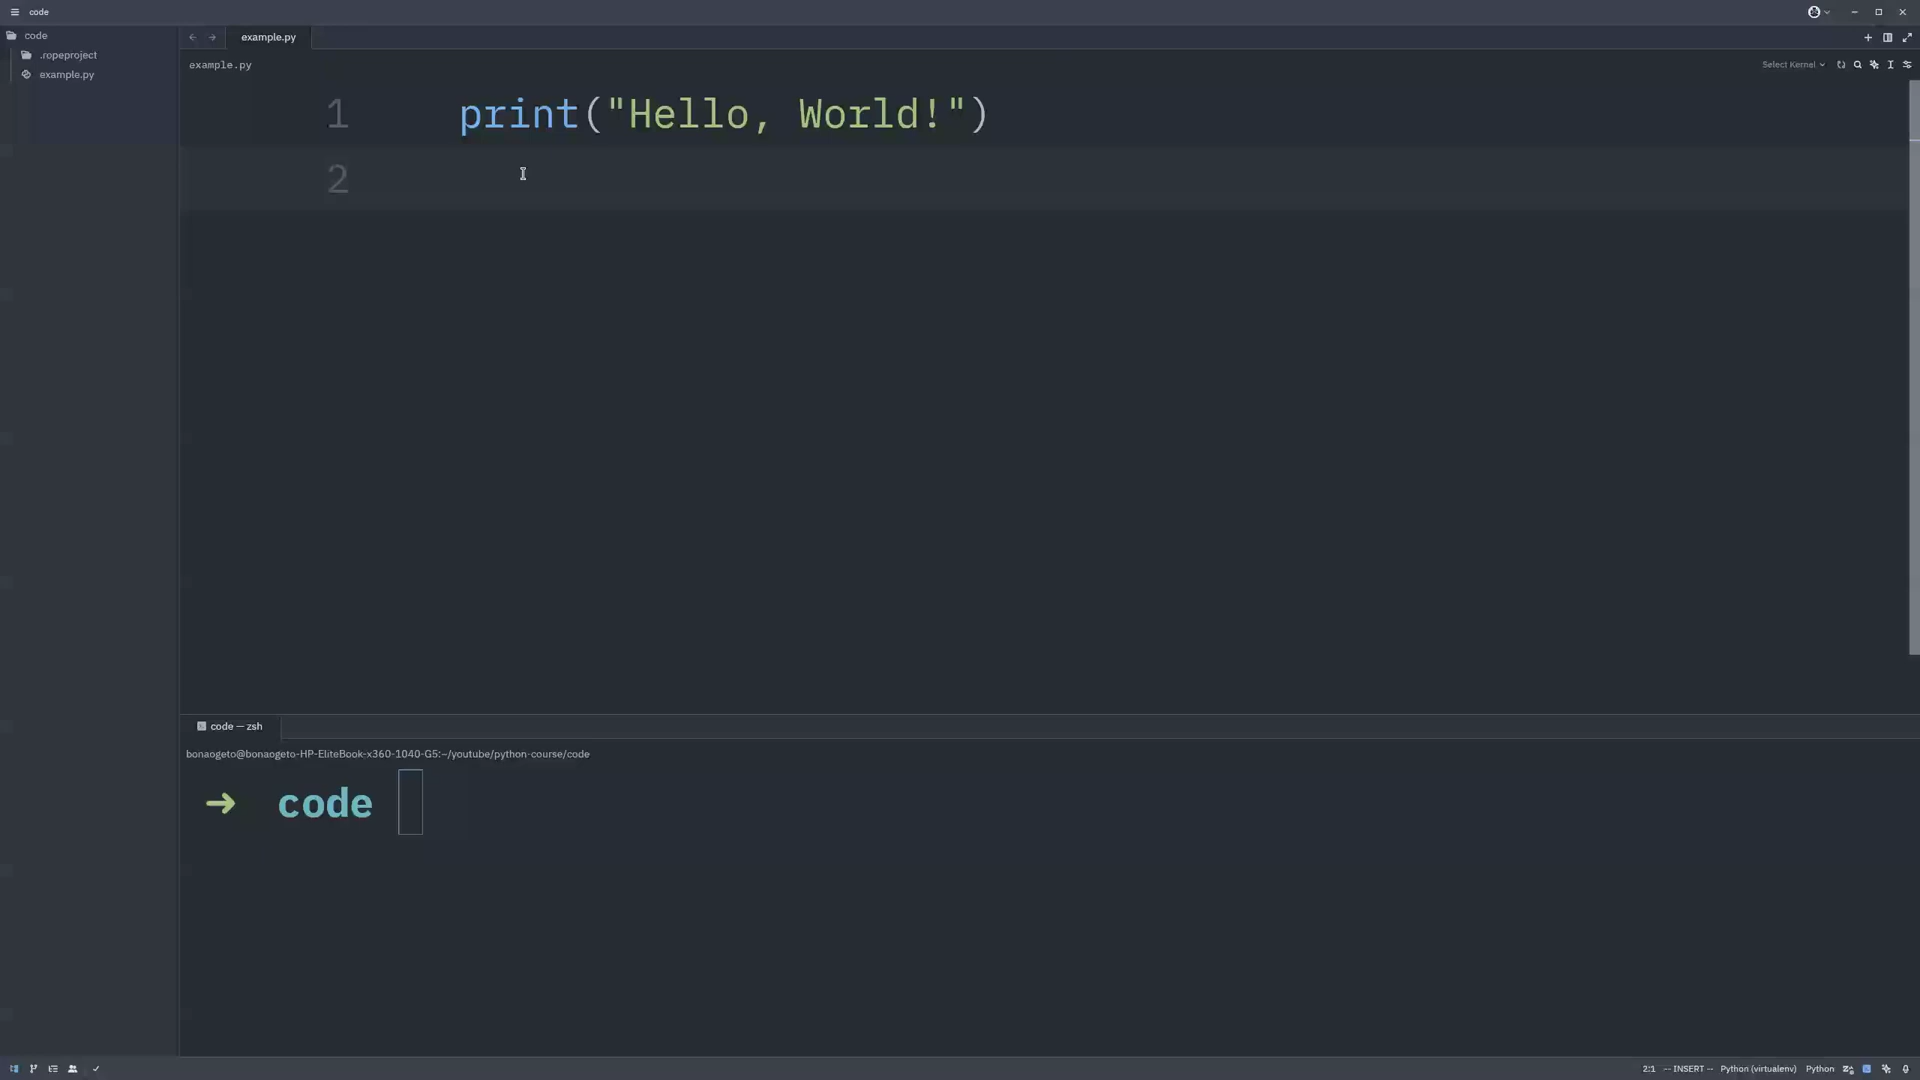 code
code
.ropeproject
example.py
example.py
example.py
Select Kernel
1 print("Hello, World!")
2
code — zsh
bonaogeto@bonaogeto-HP-EliteBook-x360-1040-G5:~/youtube/python-course/code
➜ code
2:1 -- INSERT -- Python (virtualenv) Python